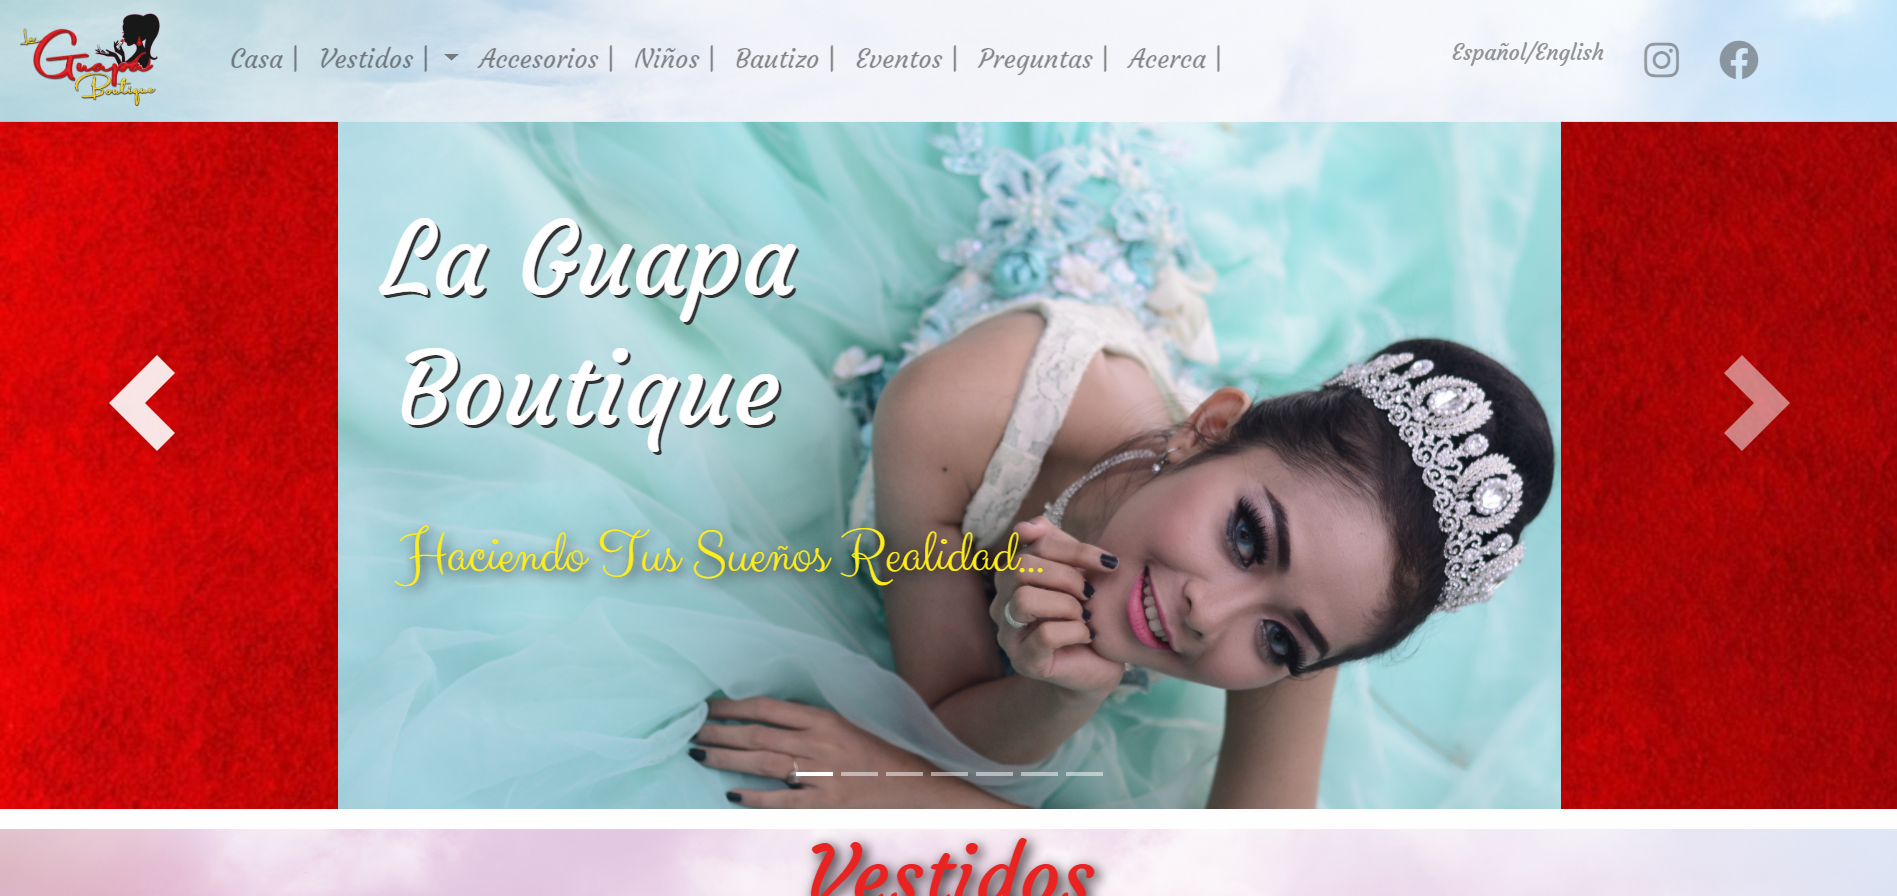 La Guapa Boutique
Casa | Vestidos | Accesorios | Niños | Bautizo | Eventos | Preguntas | Acerca |
Español/English
La Guapa
Boutique
Haciendo Tus Sueños Realidad...
Vestidos